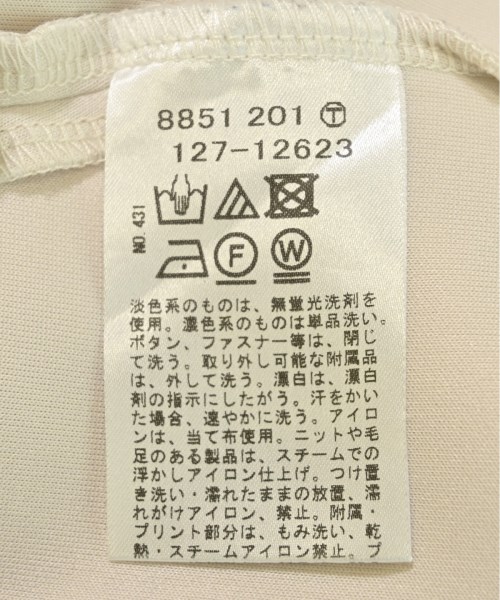 8851 201 Ⓣ
127-12623
NO.431
F W
淡色系のものは、無蛍光洗剤を
使用。濃色系のものは単品洗い。
ボタン、ファスナー等は、閉じ
て洗う。取り外し可能な附属品
は、外して洗う。漂白は、漂白
剤の指示にしたがう。汗をかい
た場合、速やかに洗う。アイロ
ンは、当て布使用。ニットや毛
足のある製品は、スチームでの
浮かしアイロン仕上げ。つけ置
き洗い・濡れたままの放置、濡
れがけアイロン、禁止。附属・
プリント部分は、もみ洗い、乾
熱・スチームアイロン禁止。プ